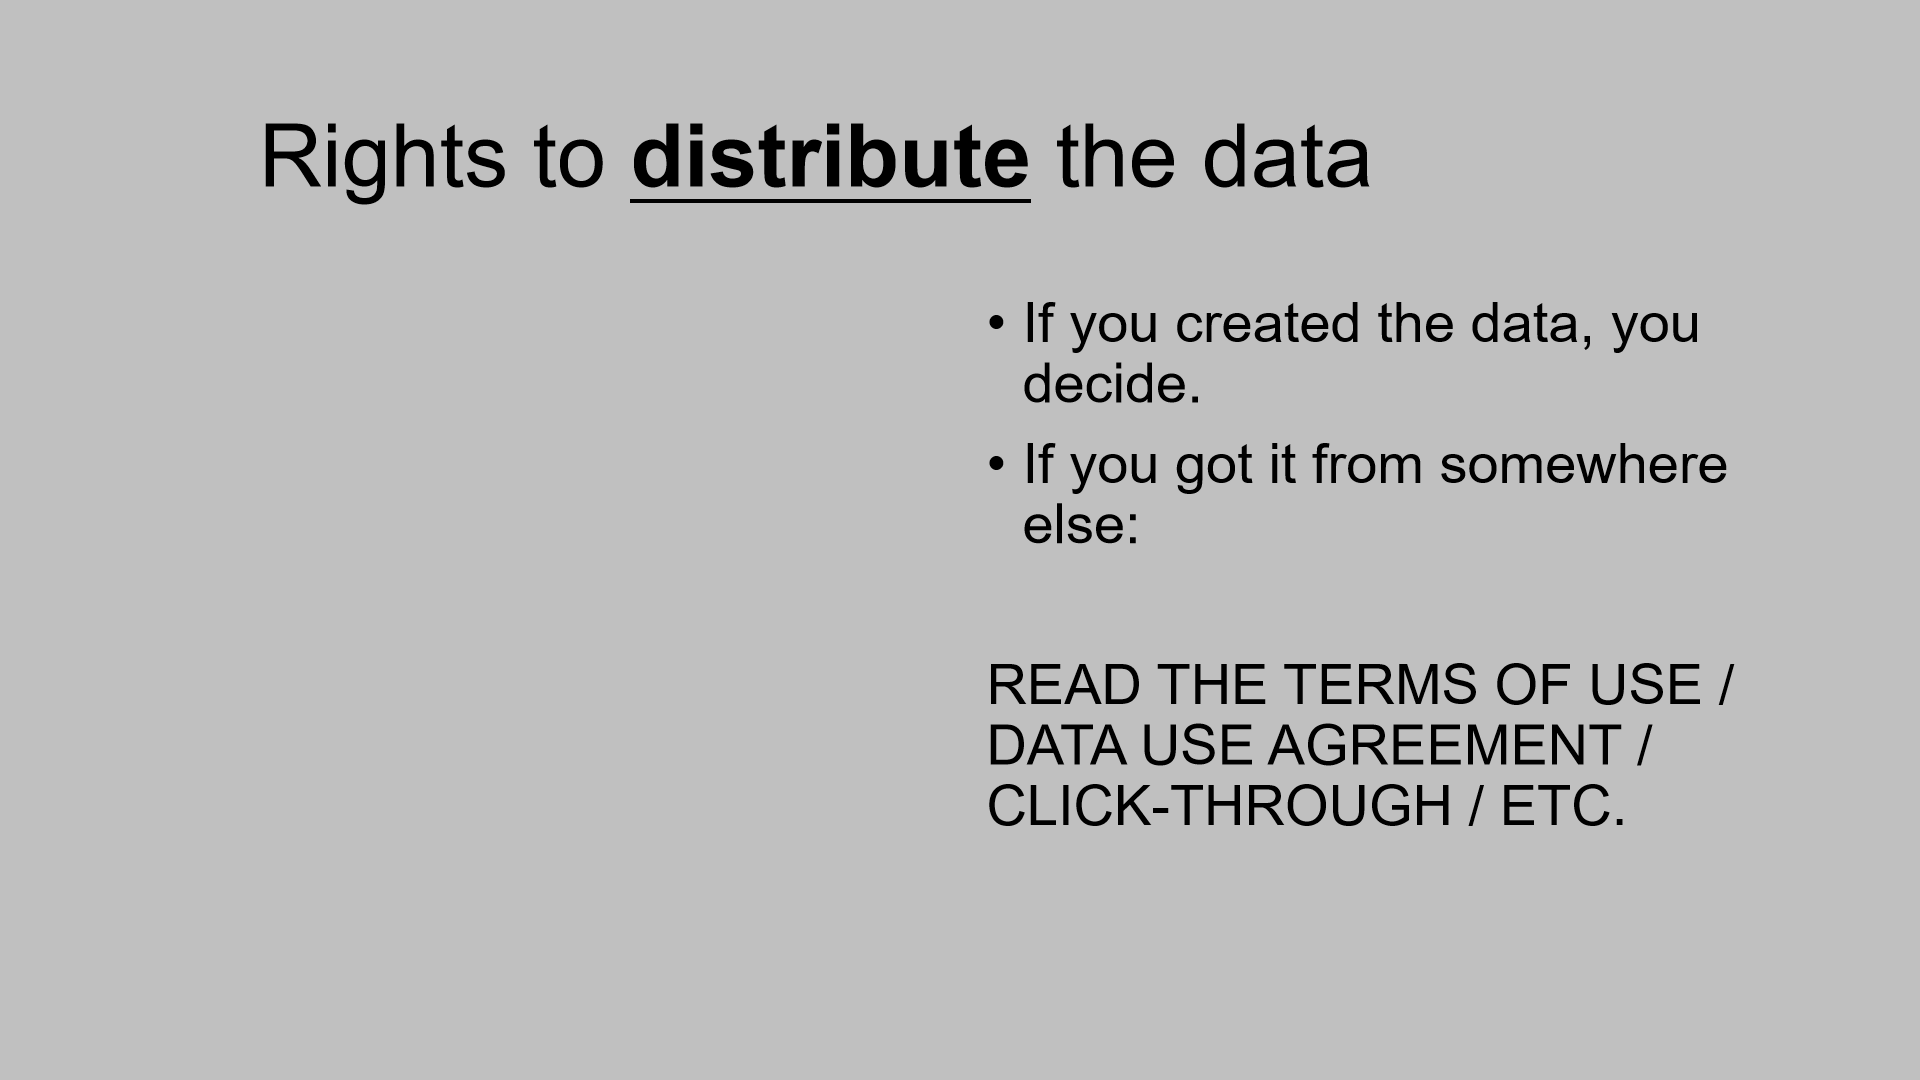 Rights to distribute the data
• If you created the data, you
decide.
• If you got it from somewhere
else:
READ THE TERMS OF USE /
DATA USE AGREEMENT /
CLICK-THROUGH / ETC.